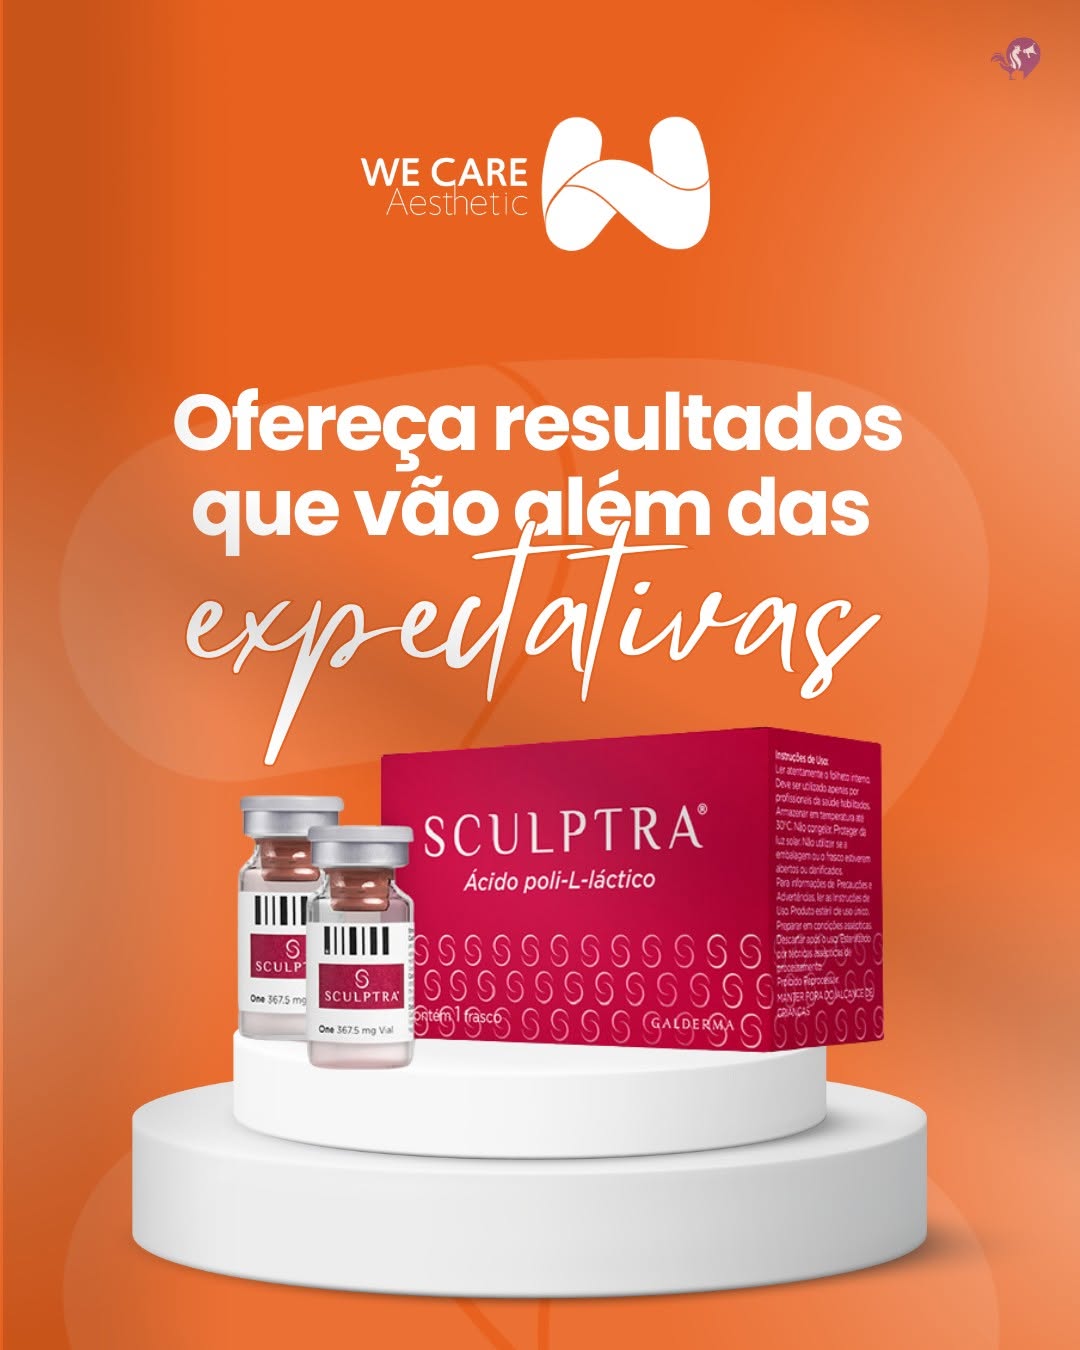 WE CARE
Aesthetic
Ofereça resultados
que vão além das
expectativas
SCULPTRA®
Ácido poli-L-láctico
Contém 1 frasco
GALDERMA
Instruções de Uso:
Ler atentamente o folheto interno.
Deve ser utilizado apenas por
profissionais da saúde habilitados.
Armazenar em temperatura até
30°C. Não congelar. Proteger da
luz solar. Não utilizar se a
embalagem ou o frasco estiverem
abertos ou danificados.
Para informações de Precauções e
Advertências, ler as Instruções de
Uso. Produto estéril de uso único.
Preparar em condições assépticas.
Descartar após o uso. Esterilizado
por técnicas assépticas de
processamento.
Proibido Reprocessar.
MANTER FORA DO ALCANCE DE
CRIANÇAS
SCULPT
One 367.5 mg
SCULPTRA®
One 367.5 mg Vial